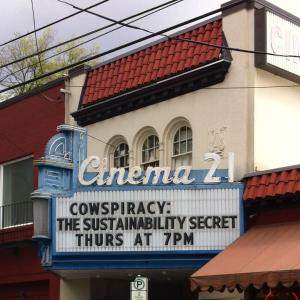 Cinema 21
COWSPIRACY:
THE SUSTAINABILITY SECRET
THURS AT 7PM
P